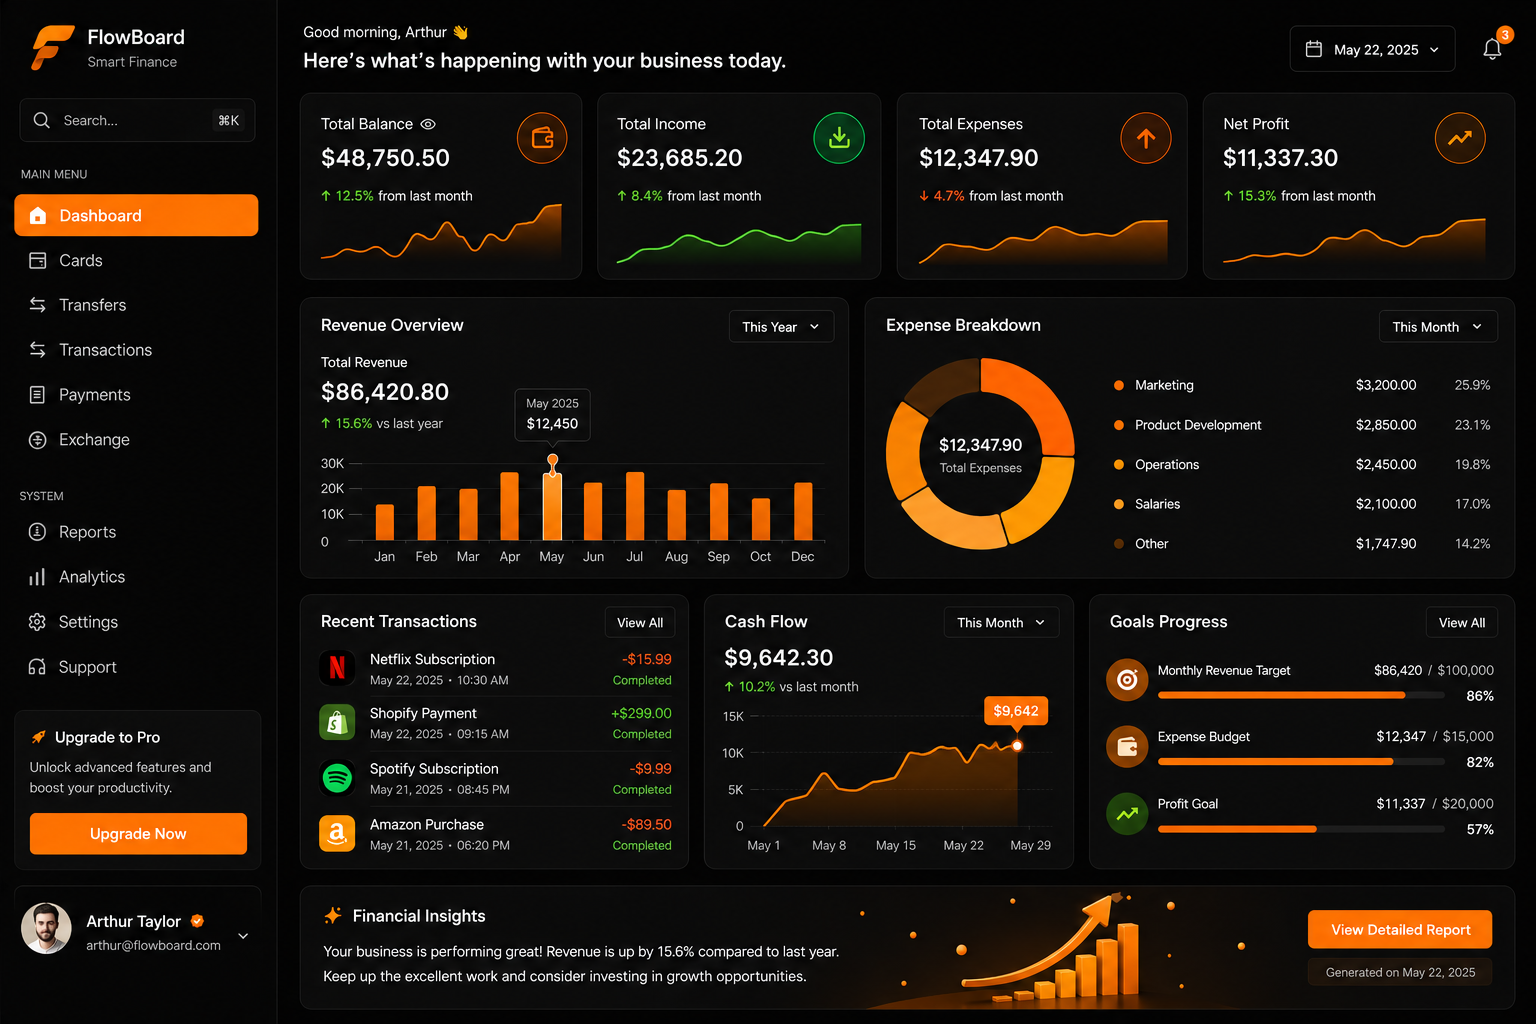 FlowBoard
Smart Finance
Search...
⌘K
MAIN MENU
Dashboard
Cards
Transfers
Transactions
Payments
Exchange
SYSTEM
Reports
Analytics
Settings
Support
Upgrade to Pro
Unlock advanced features and
boost your productivity.
Upgrade Now
Arthur Taylor
arthur@flowboard.com
Good morning, Arthur 👋
Here's what's happening with your business today.
May 22, 2025
3
Total Balance
$48,750.50
↑ 12.5% from last month
Total Income
$23,685.20
↑ 8.4% from last month
Total Expenses
$12,347.90
↓ 4.7% from last month
Net Profit
$11,337.30
↑ 15.3% from last month
Revenue Overview
This Year
Total Revenue
$86,420.80
↑ 15.6% vs last year
May 2025
$12,450
30K
20K
10K
0
Jan Feb Mar Apr May Jun Jul Aug Sep Oct Dec
Expense Breakdown
This Month
$12,347.90
Total Expenses
Marketing $3,200.00 25.9%
Product Development $2,850.00 23.1%
Operations $2,450.00 19.8%
Salaries $2,100.00 17.0%
Other $1,747.90 14.2%
Recent Transactions
View All
N
Netflix Subscription -$15.99
May 22, 2025 • 10:30 AM Completed
S
Shopify Payment +$299.00
May 22, 2025 • 09:15 AM Completed
Spotify Subscription -$9.99
May 21, 2025 • 08:45 PM Completed
a
Amazon Purchase -$89.50
May 21, 2025 • 06:20 PM Completed
Cash Flow
This Month
$9,642.30
↑ 10.2% vs last month
$9,642
15K
10K
5K
0
May 1 May 8 May 15 May 22 May 29
Goals Progress
View All
Monthly Revenue Target $86,420 / $100,000
86%
Expense Budget $12,347 / $15,000
82%
Profit Goal $11,337 / $20,000
57%
Financial Insights
Your business is performing great! Revenue is up by 15.6% compared to last year.
Keep up the excellent work and consider investing in growth opportunities.
View Detailed Report
Generated on May 22, 2025